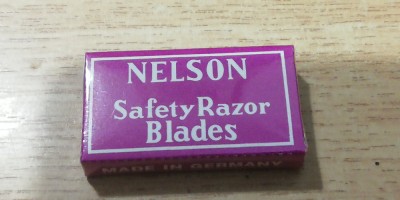 NELSON
Safety Razor
Blades
MADE IN GERMANY